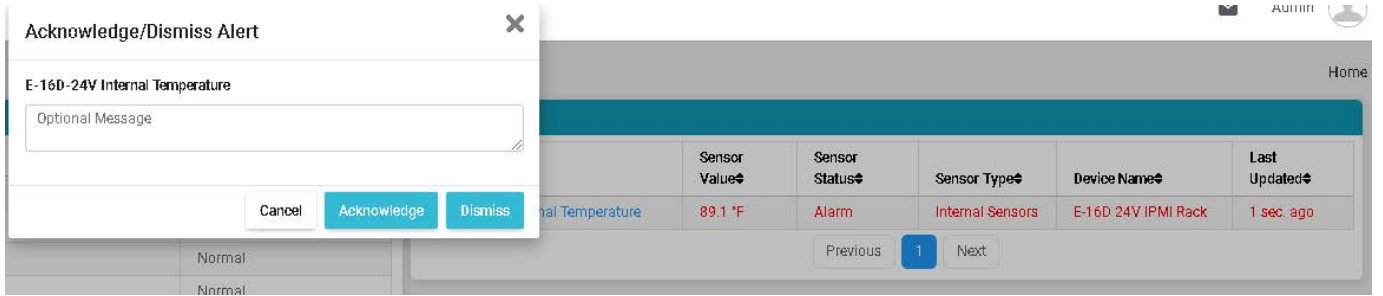 Admin
Acknowledge/Dismiss Alert
E-16D-24V Internal Temperature
Optional Message
Cancel
Acknowledge
Dismiss
Home
Sensor
Value
Sensor
Status
Sensor Type
Device Name
Last
Updated
Temperature
89.1 °F
Alarm
Internal Sensors
E-16D 24V IPMI Rack
1 sec. ago
Previous
1
Next
Normal
Normal